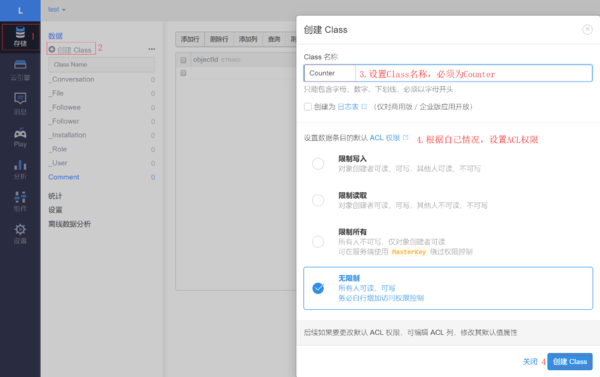 L
test
存储
1
云引擎
消息
Play
分析
组件
设置
数据
创建 Class
2
Class Name
_Conversation 0
_File 0
_Followee 0
_Follower 0
_Installation 0
_Role 0
_User 0
Comment 0
统计
设置
离线数据分析
添加行
删除行
添加列
查询
objectId STRING
创建 Class
Class 名称
Counter
3.设置Class名称，必须为Counter
只能包含字母、数字、下划线，必须以字母开头
创建为 日志表 （仅对商用版 / 企业版应用开放）
设置数据条目的默认 ACL 权限
4.根据自己情况，设置ACL权限
限制写入
对象创建者可读、可写，其他人可读、不可写
限制读取
对象创建者可读、可写，其他人不可读、不可写
限制所有
所有人不可写，仅对象创建者可读
可在服务端使用 MasterKey 绕过权限控制
无限制
所有人可读、可写
务必自行增加访问权限控制
后续如果要更改默认 ACL 权限，可编辑 ACL 列，修改其默认值属性
关闭
4
创建 Class